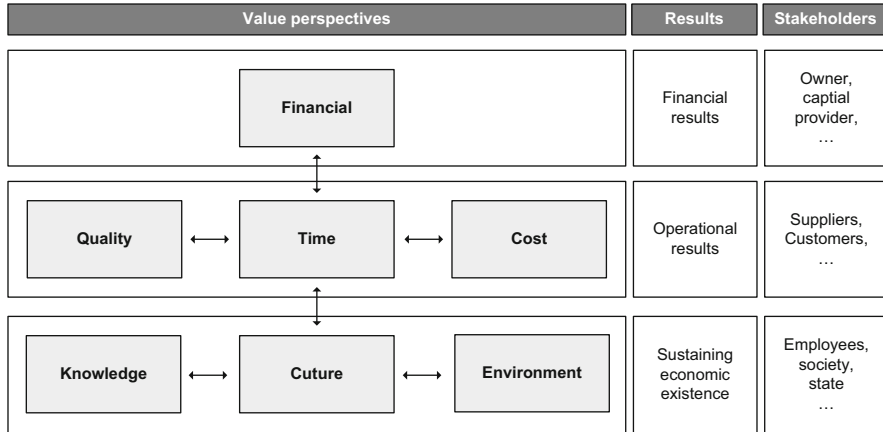 Value perspectives
Results
Stakeholders
Financial
Financial
results
Owner,
captial
provider,
…
Quality
Time
Cost
Operational
results
Suppliers,
Customers,
…
Knowledge
Cuture
Environment
Sustaining
economic
existence
Employees,
society,
state
…